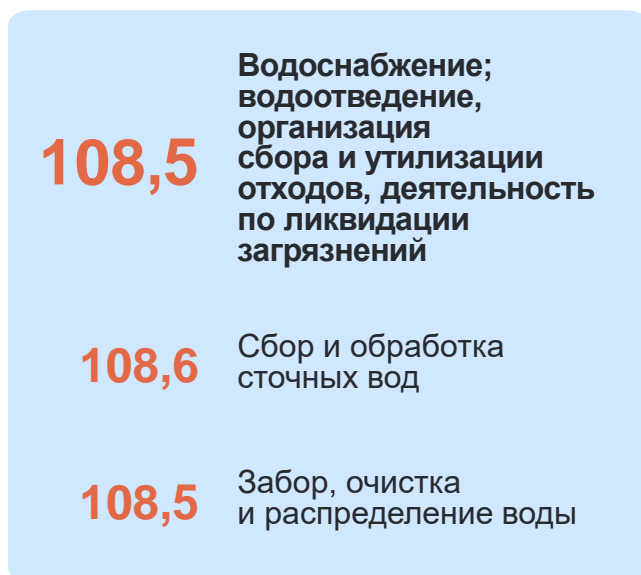 108,5
Водоснабжение;
водоотведение,
организация
сбора и утилизации
отходов, деятельность
по ликвидации
загрязнений
108,6
Сбор и обработка
сточных вод
108,5
Забор, очистка
и распределение воды